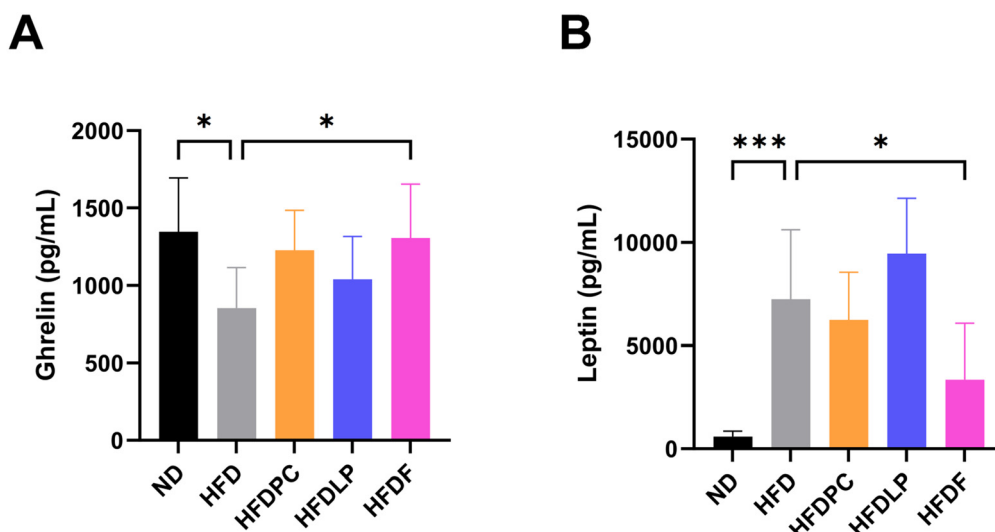 A
B
Ghrelin (pg/mL)
2000
1500
1000
500
0
*
*
ND
HFD
HFDPC
HFDLP
HFDF
Leptin (pg/mL)
15000
10000
5000
0
***
*
ND
HFD
HFDPC
HFDLP
HFDF